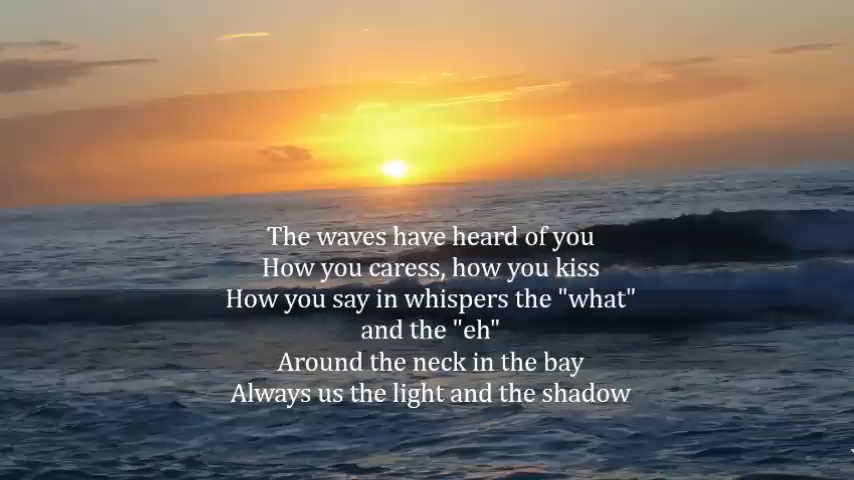 The waves have heard of you
How you caress, how you kiss
How you say in whispers the "what"
and the "eh"
Around the neck in the bay
Always us the light and the shadow